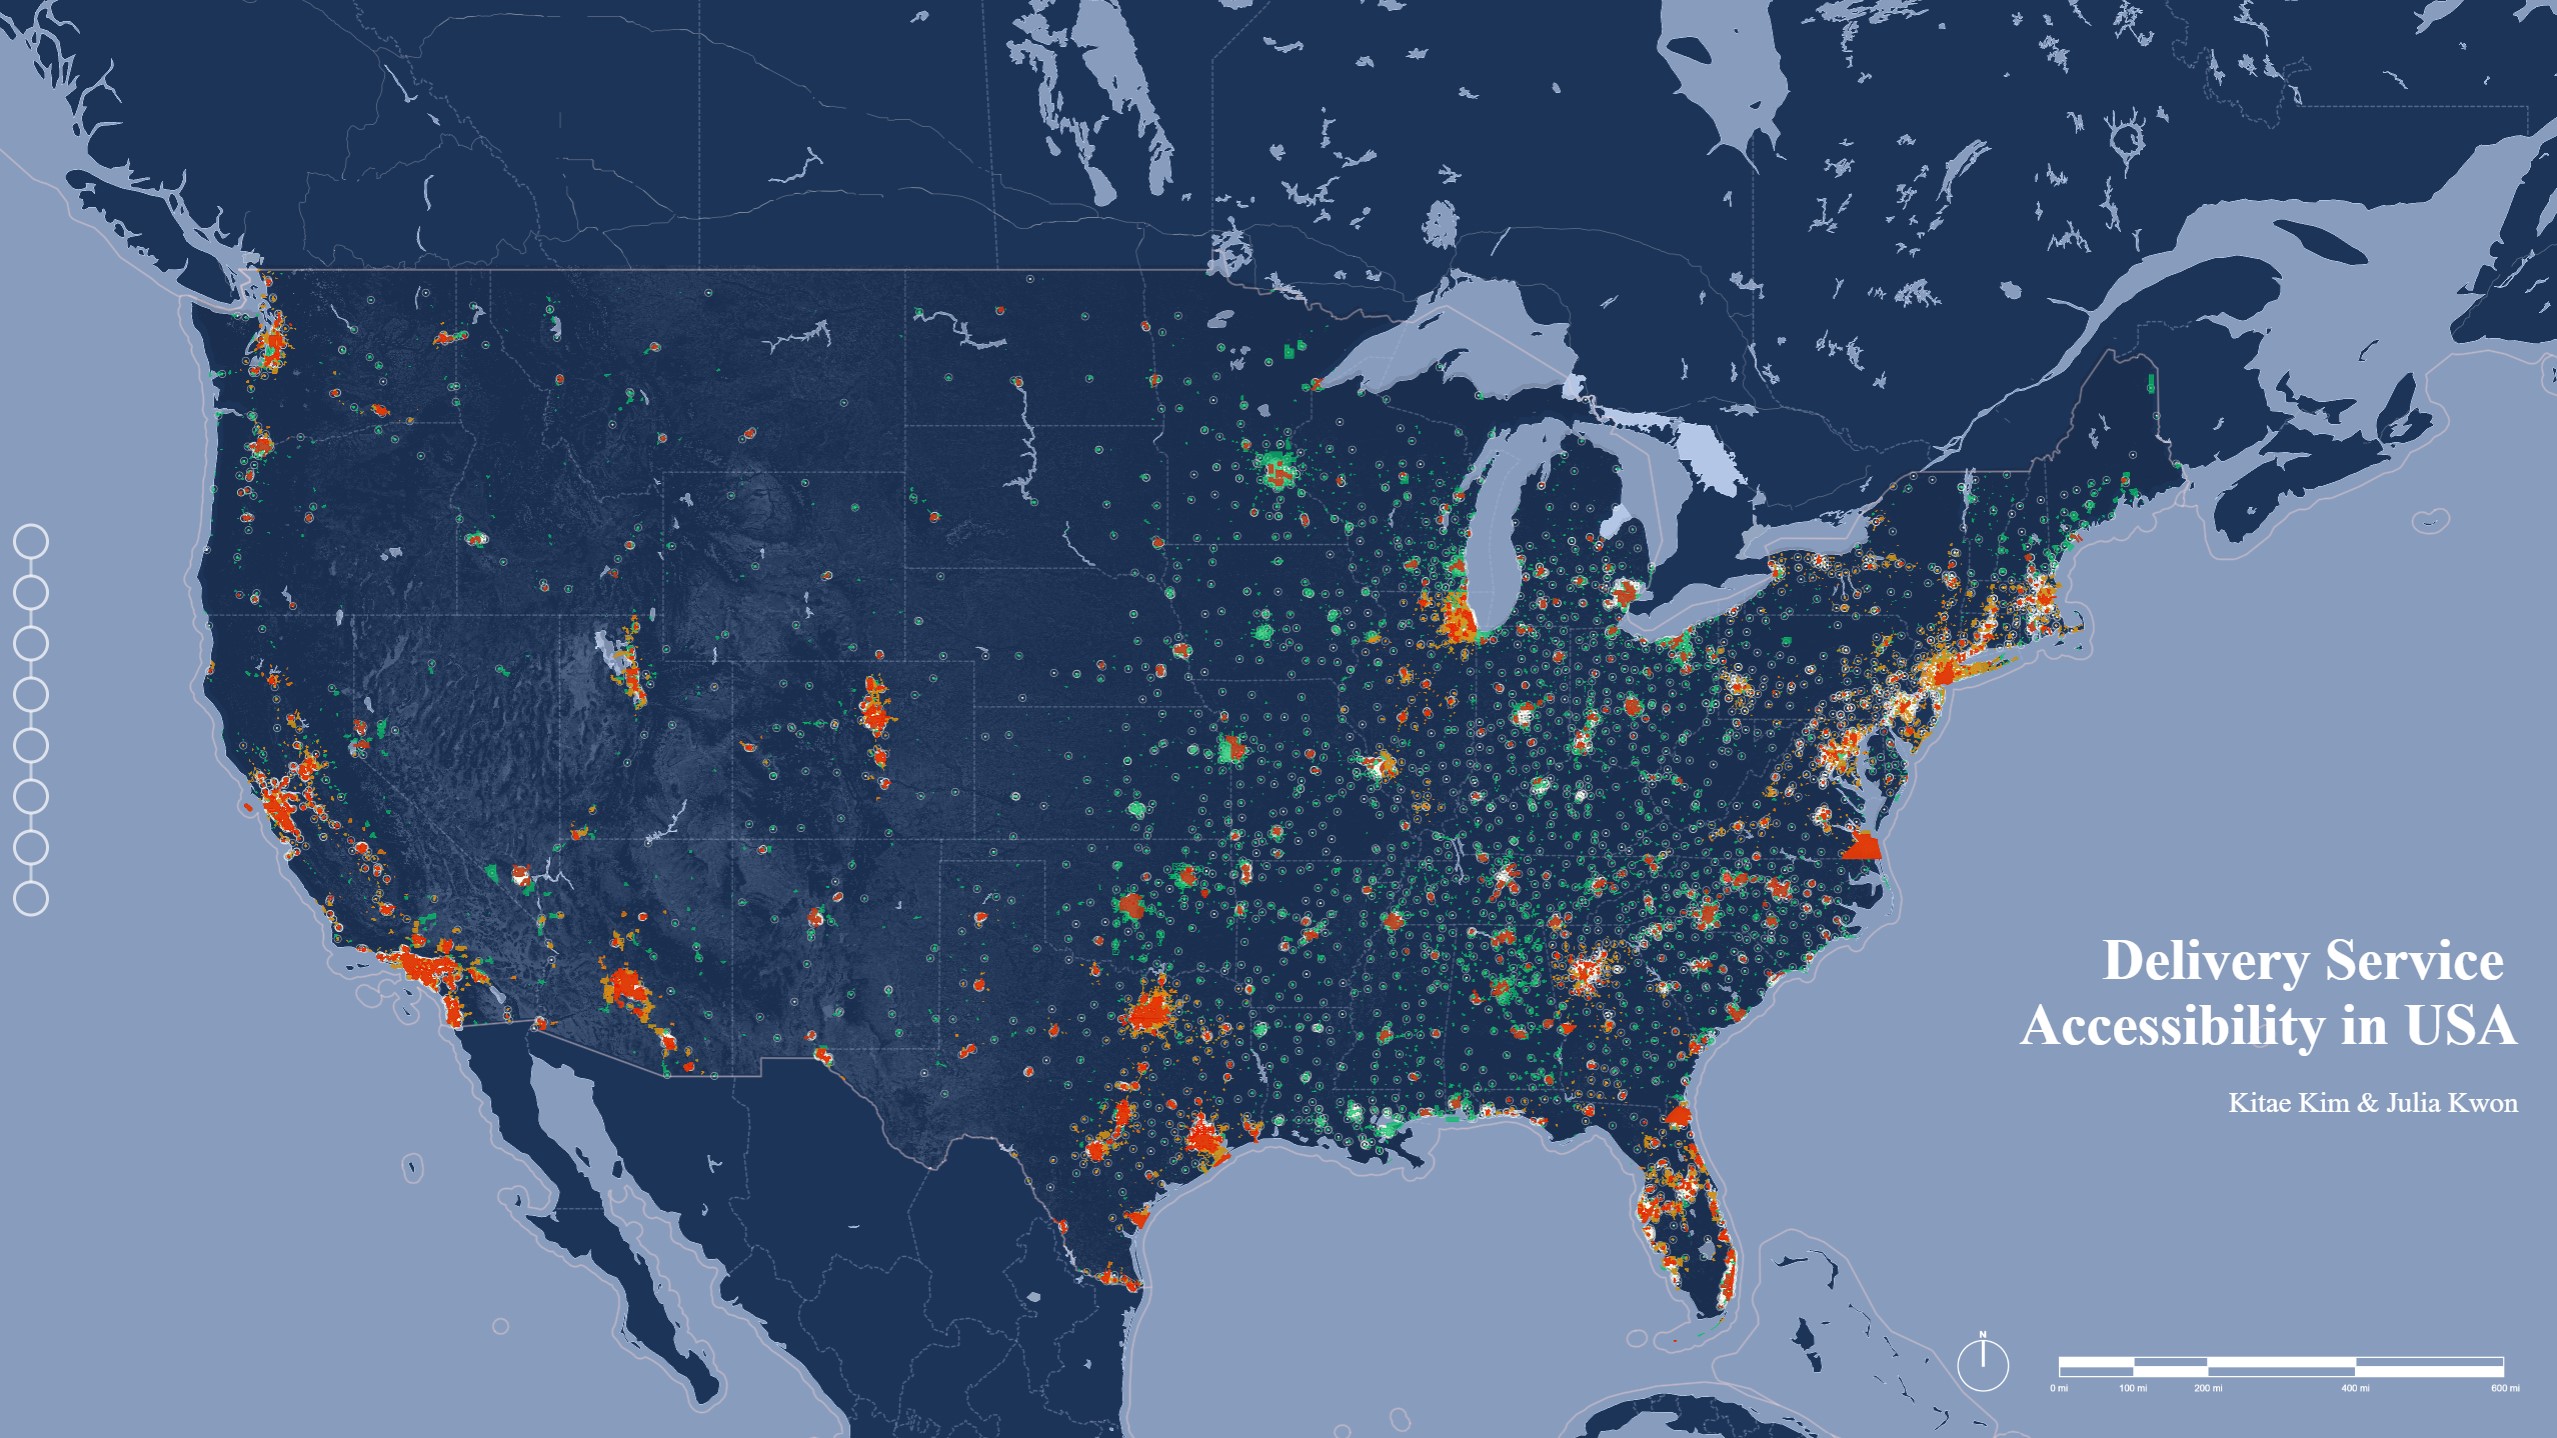 Delivery Service
Accessibility in USA
Kitae Kim & Julia Kwon
N
0 mi 100 mi 200 mi 400 mi 600 mi